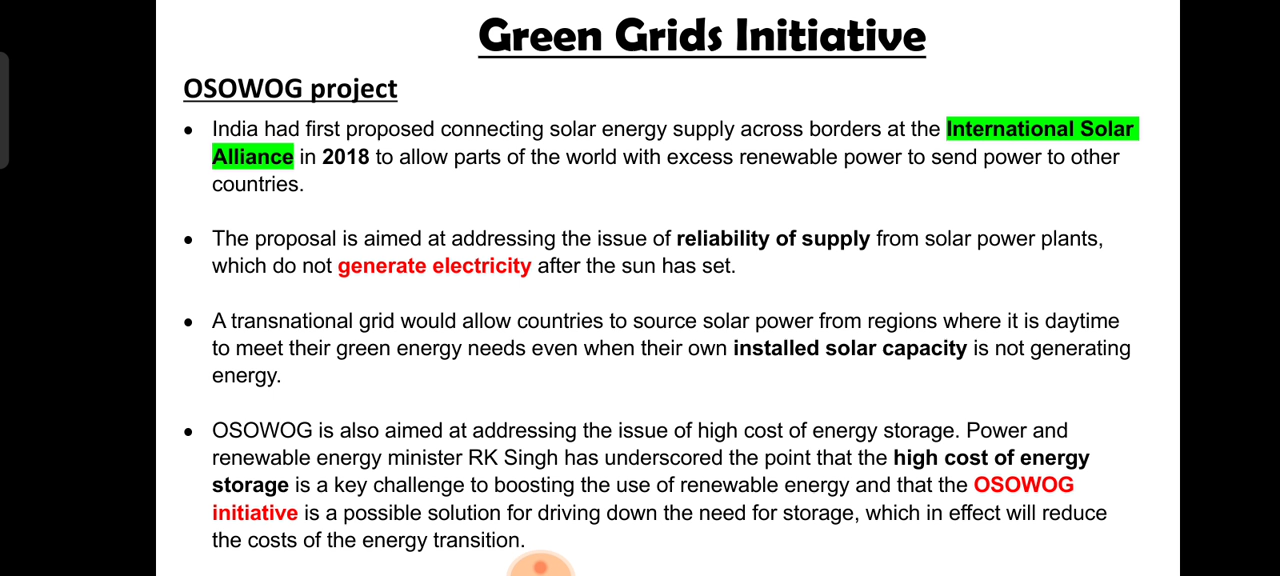 Green Grids Initiative
OSOWOG project
• India had first proposed connecting solar energy supply across borders at the International Solar
Alliance in 2018 to allow parts of the world with excess renewable power to send power to other
countries.
• The proposal is aimed at addressing the issue of reliability of supply from solar power plants,
which do not generate electricity after the sun has set.
• A transnational grid would allow countries to source solar power from regions where it is daytime
to meet their green energy needs even when their own installed solar capacity is not generating
energy.
• OSOWOG is also aimed at addressing the issue of high cost of energy storage. Power and
renewable energy minister RK Singh has underscored the point that the high cost of energy
storage is a key challenge to boosting the use of renewable energy and that the OSOWOG
initiative is a possible solution for driving down the need for storage, which in effect will reduce
the costs of the energy transition.